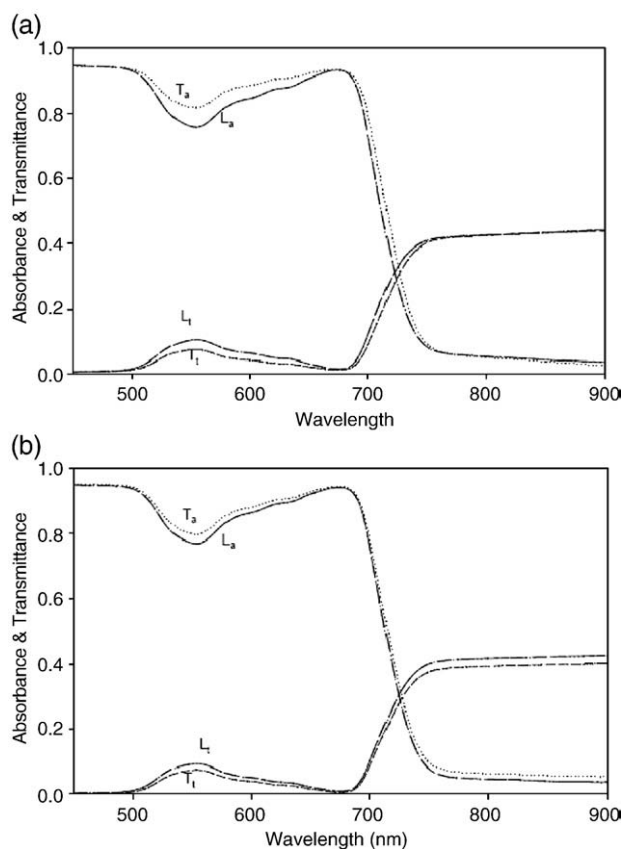 (a)
1.0
0.8
0.6
0.4
0.2
0.0
Absorbance & Transmittance
Tₐ
Lₐ
Lₜ
Tₜ
500 600 700 800 900
Wavelength
(b)
1.0
0.8
0.6
0.4
0.2
0.0
Absorbance & Transmittance
Tₐ
Lₐ
Lₜ
Tₜ
500 600 700 800 900
Wavelength (nm)